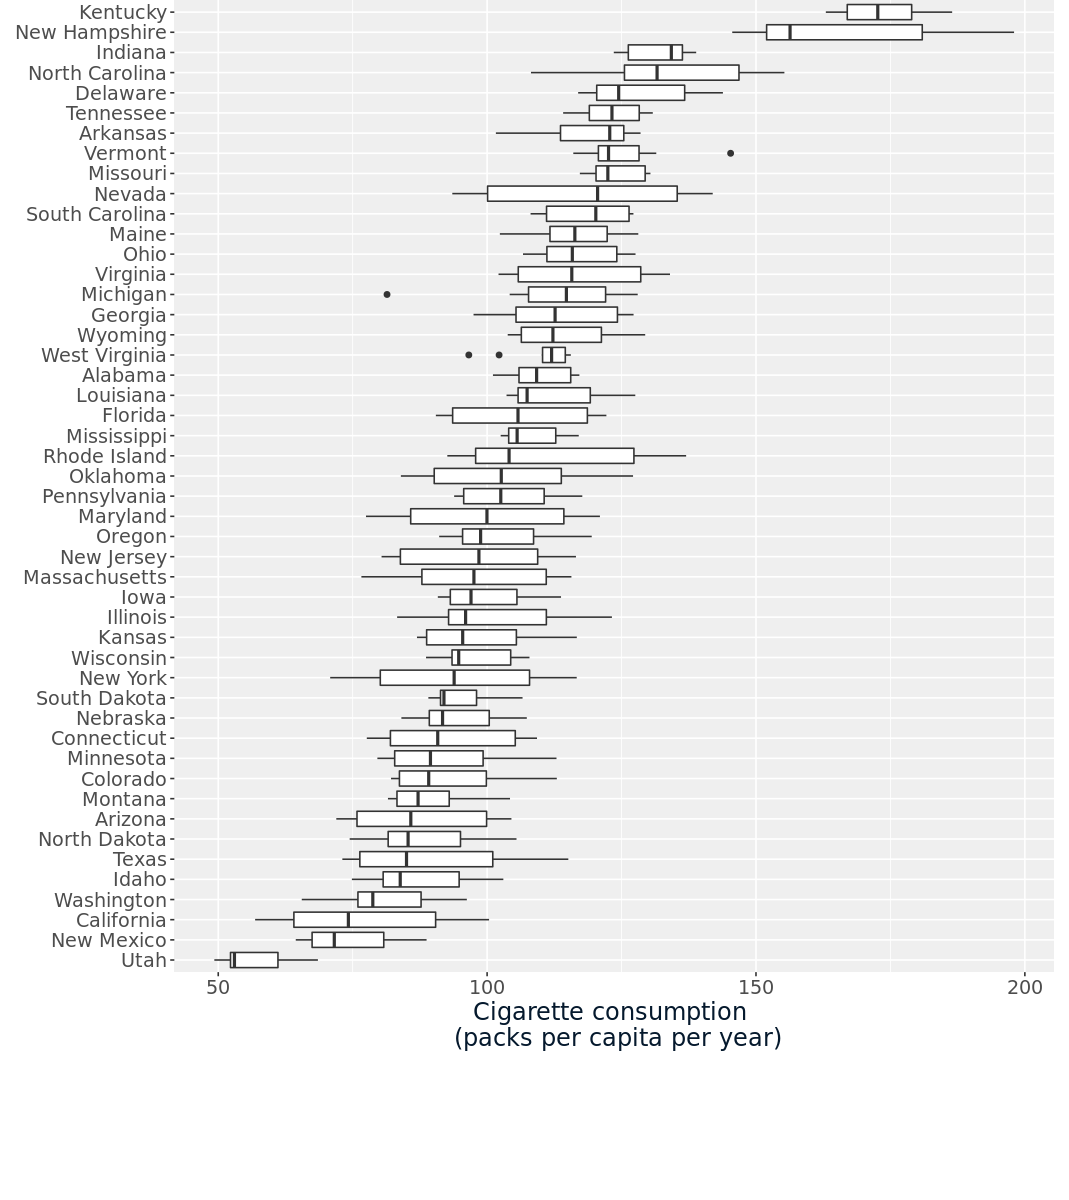 Kentucky
New Hampshire
Indiana
North Carolina
Delaware
Tennessee
Arkansas
Vermont
Missouri
Nevada
South Carolina
Maine
Ohio
Virginia
Michigan
Georgia
Wyoming
West Virginia
Alabama
Louisiana
Florida
Mississippi
Rhode Island
Oklahoma
Pennsylvania
Maryland
Oregon
New Jersey
Massachusetts
Iowa
Illinois
Kansas
Wisconsin
New York
South Dakota
Nebraska
Connecticut
Minnesota
Colorado
Montana
Arizona
North Dakota
Texas
Idaho
Washington
California
New Mexico
Utah
50 100 150 200
Cigarette consumption
(packs per capita per year)